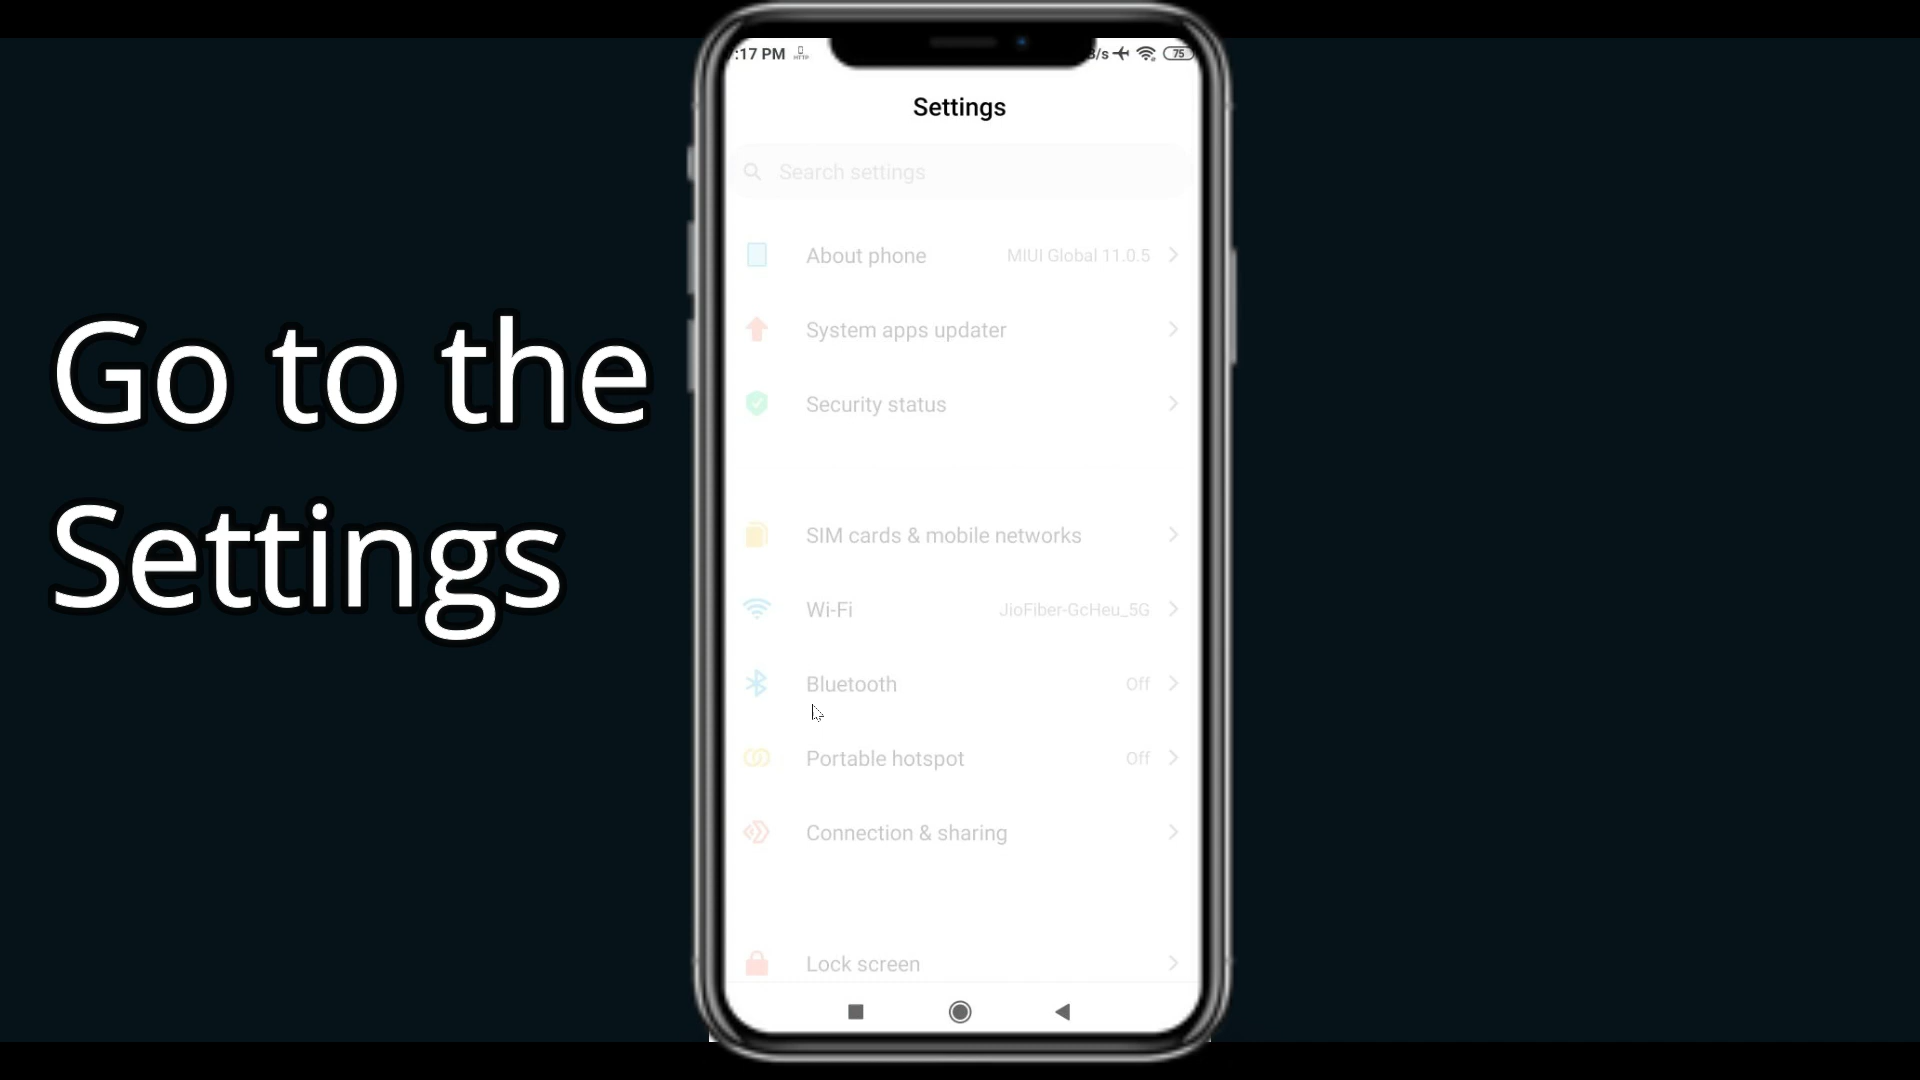 :17 PM
/s 75
Settings
Search settings
About phone MIUI Global 11.0.5
System apps updater
Security status
SIM cards & mobile networks
Wi-Fi JioFiber-GcHeu_5G
Bluetooth Off
Portable hotspot Off
Connection & sharing
Lock screen
Go to the
Settings